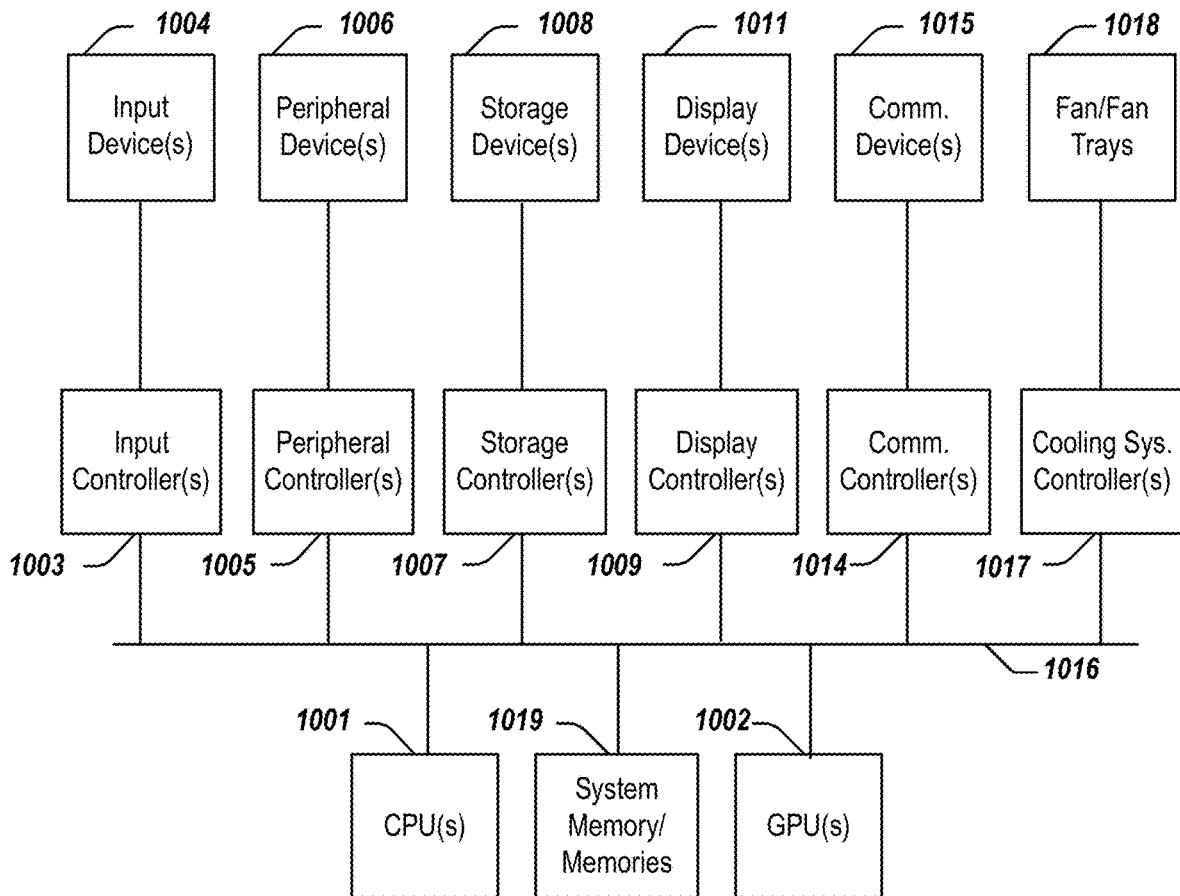 1004
1006
1008
1011
1015
1018
Input
Device(s)
Peripheral
Device(s)
Storage
Device(s)
Display
Device(s)
Comm.
Device(s)
Fan/Fan
Trays
Input
Controller(s)
Peripheral
Controller(s)
Storage
Controller(s)
Display
Controller(s)
Comm.
Controller(s)
Cooling Sys.
Controller(s)
1003
1005
1007
1009
1014
1017
1016
1001
1019
1002
CPU(s)
System
Memory/
Memories
GPU(s)